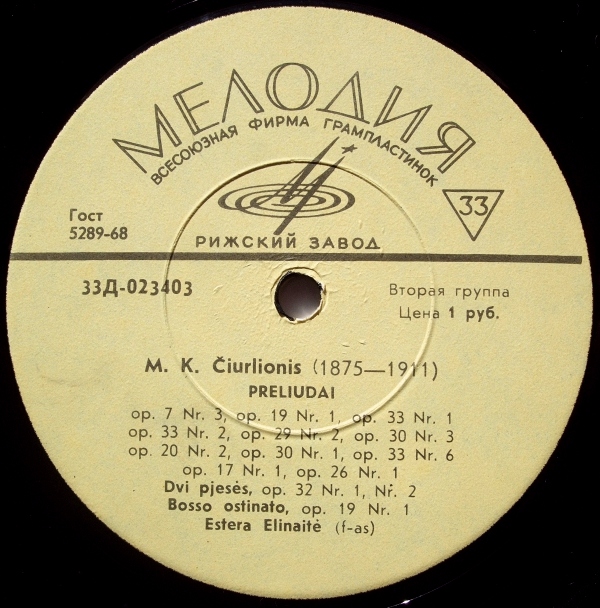 МЕЛОДИЯ
ВСЕСОЮЗНАЯ ФИРМА ГРАМПЛАСТИНОК
33
Гост
5289-68
РИЖСКИЙ ЗАВОД
33Д-023403
Вторая группа
Цена 1 руб.
M. K. Čiurlionis (1875—1911)
PRELIUDAI
op. 7 Nr. 3, op. 19 Nr. 1, op. 33 Nr. 1
op. 33 Nr. 2, op. 29 Nr. 2, op. 30 Nr. 3
op. 20 Nr. 2, op. 30 Nr. 1, op. 33 Nr. 6
op. 17 Nr. 1, op. 26 Nr. 1
Dvi pjesės, op. 32 Nr. 1, Nr. 2
Bosso ostinato, op. 19 Nr. 1
Estera Elinaitė (f-as)